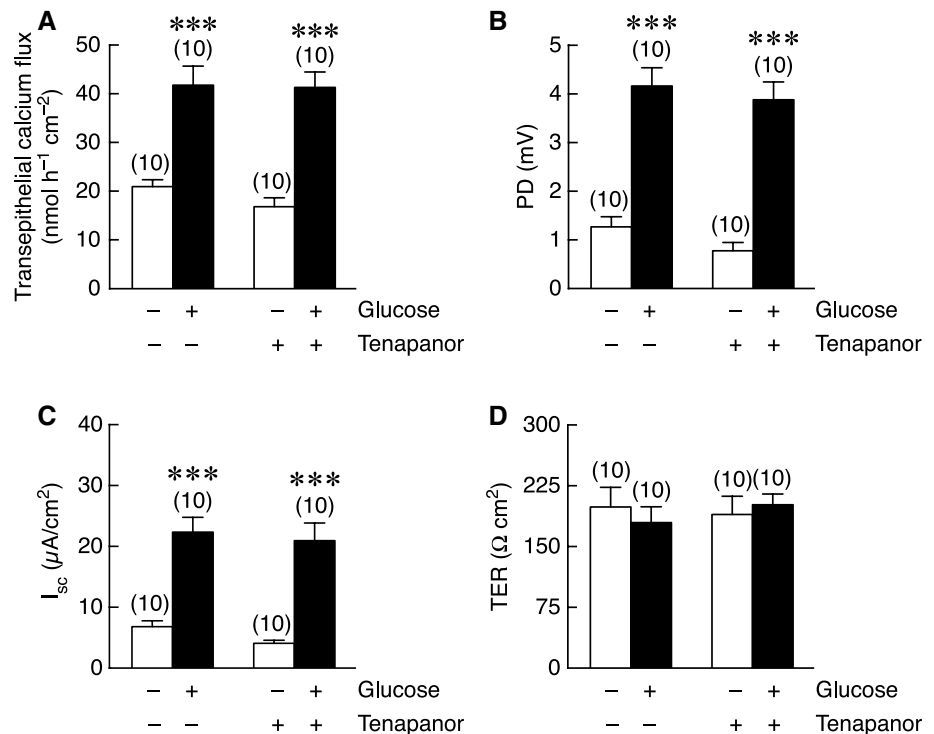 A
Transepithelial calcium flux
(nmol h⁻¹ cm⁻²)
50
40
30
20
10
0
***
(10)
***
(10)
(10)
(10)
− + − + Glucose
− − + + Tenapanor
B
PD (mV)
5
4
3
2
1
0
***
(10)
***
(10)
(10)
(10)
− + − + Glucose
− − + + Tenapanor
C
I_sc (µA/cm²)
40
30
20
10
0
***
(10)
***
(10)
(10)
(10)
− + − + Glucose
− − + + Tenapanor
D
TER (Ω cm²)
300
225
150
75
0
(10) (10) (10) (10)
− + − + Glucose
− − + + Tenapanor